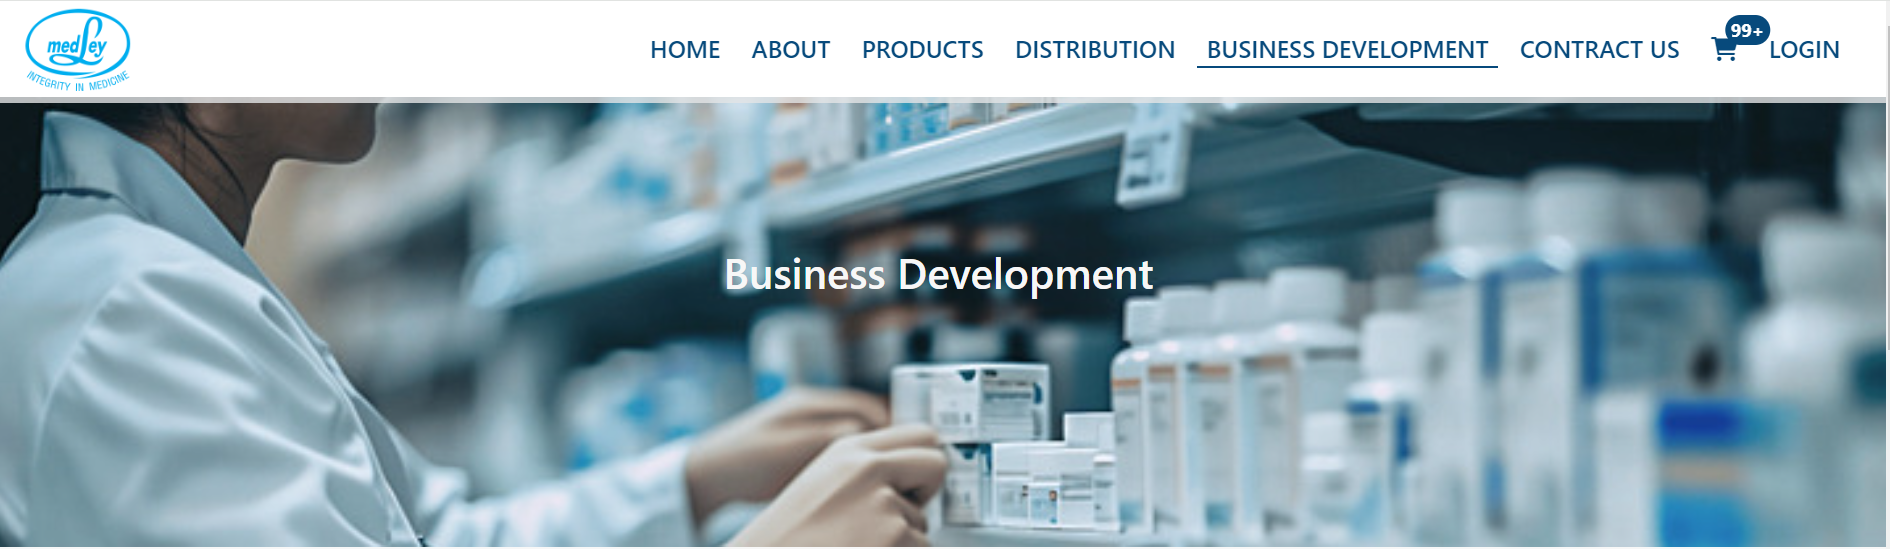 medley
INTEGRITY IN MEDICINE
HOME ABOUT PRODUCTS DISTRIBUTION BUSINESS DEVELOPMENT CONTRACT US 99+ LOGIN
Business Development